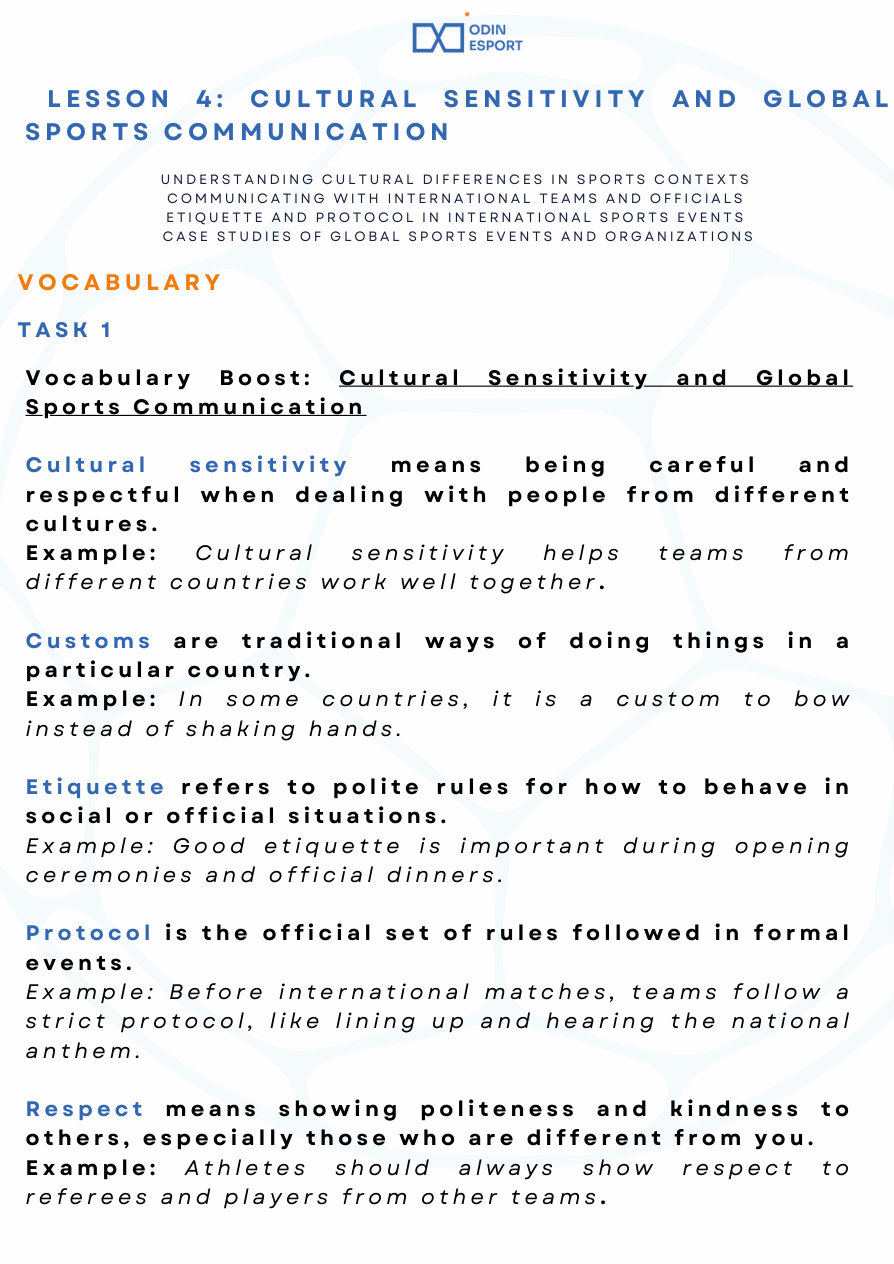 ODIN
ESPORT
LESSON 4: CULTURAL SENSITIVITY AND GLOBAL
SPORTS COMMUNICATION
UNDERSTANDING CULTURAL DIFFERENCES IN SPORTS CONTEXTS
COMMUNICATING WITH INTERNATIONAL TEAMS AND OFFICIALS
ETIQUETTE AND PROTOCOL IN INTERNATIONAL SPORTS EVENTS
CASE STUDIES OF GLOBAL SPORTS EVENTS AND ORGANIZATIONS
VOCABULARY
TASK 1
Vocabulary Boost: Cultural Sensitivity and Global
Sports Communication
Cultural sensitivity means being careful and
respectful when dealing with people from different
cultures.
Example: Cultural sensitivity helps teams from
different countries work well together.
Customs are traditional ways of doing things in a
particular country.
Example: In some countries, it is a custom to bow
instead of shaking hands.
Etiquette refers to polite rules for how to behave in
social or official situations.
Example: Good etiquette is important during opening
ceremonies and official dinners.
Protocol is the official set of rules followed in formal
events.
Example: Before international matches, teams follow a
strict protocol, like lining up and hearing the national
anthem.
Respect means showing politeness and kindness to
others, especially those who are different from you.
Example: Athletes should always show respect to
referees and players from other teams.